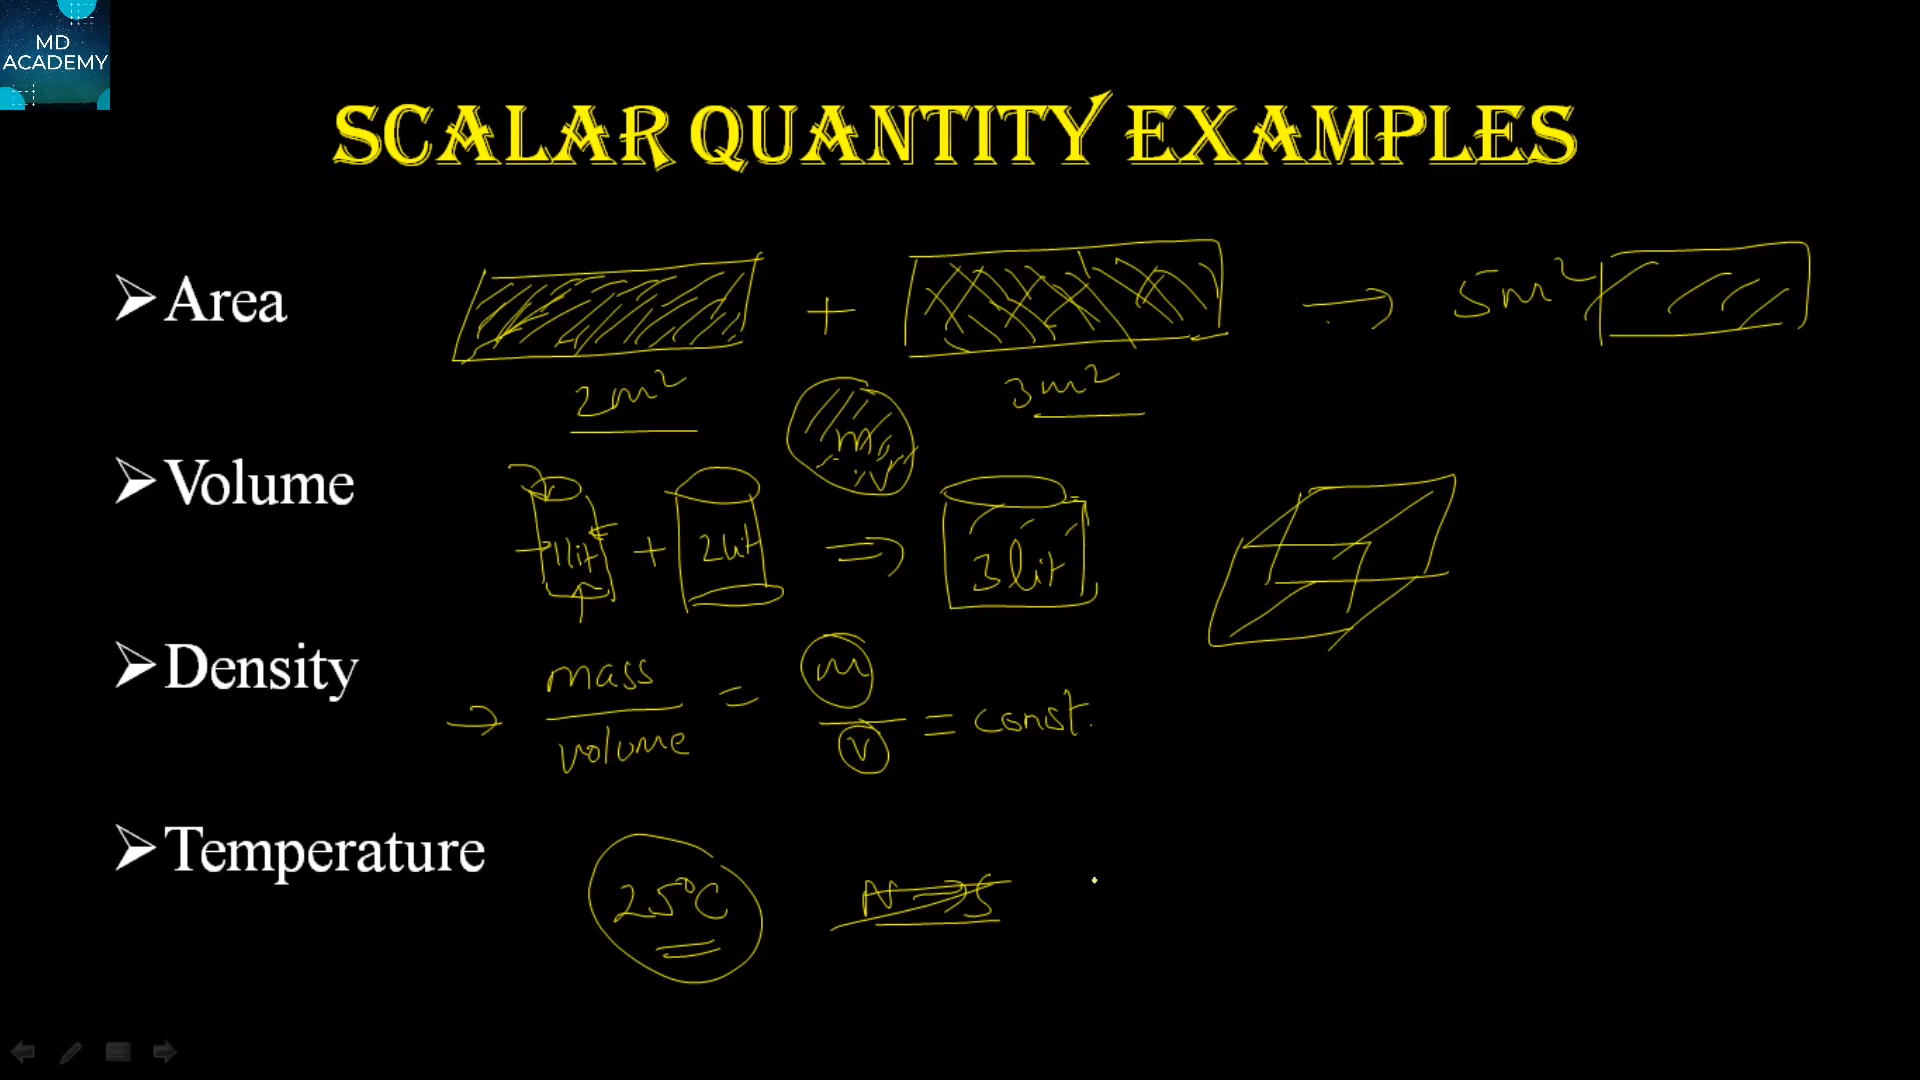 MD
ACADEMY
SCALAR QUANTITY EXAMPLES
➢Area
+ → 5m²
2m² 3m²
➢Volume
1lit + 2lit ⇒ 3lit
➢Density
→ mass/volume = m/v = const.
➢Temperature
25°C N→S